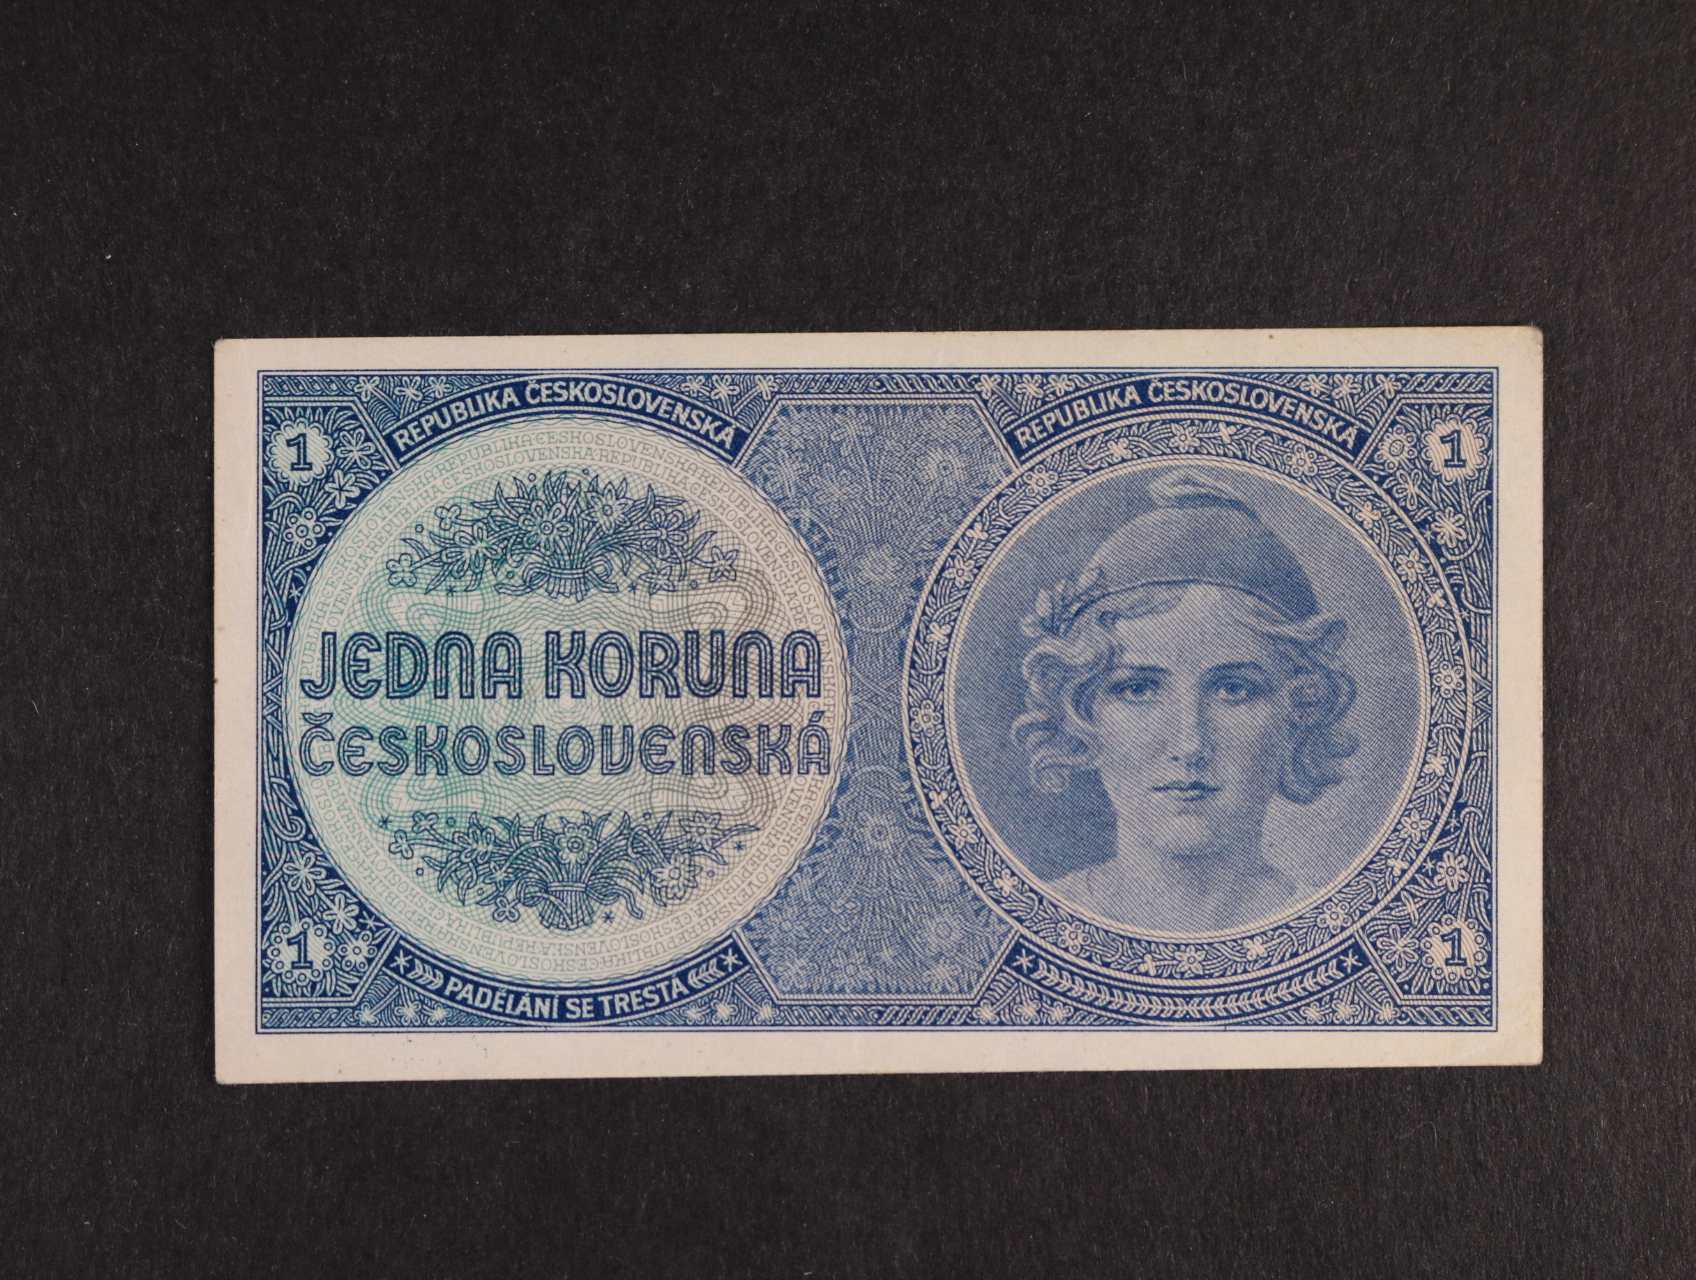 REPUBLIKA ČESKOSLOVENSKÁ
REPUBLIKA ČESKOSLOVENSKÁ
1
1
JEDNA KORUNA
ČESKOSLOVENSKÁ
1
1
PADĚLÁNÍ SE TRESTÁ